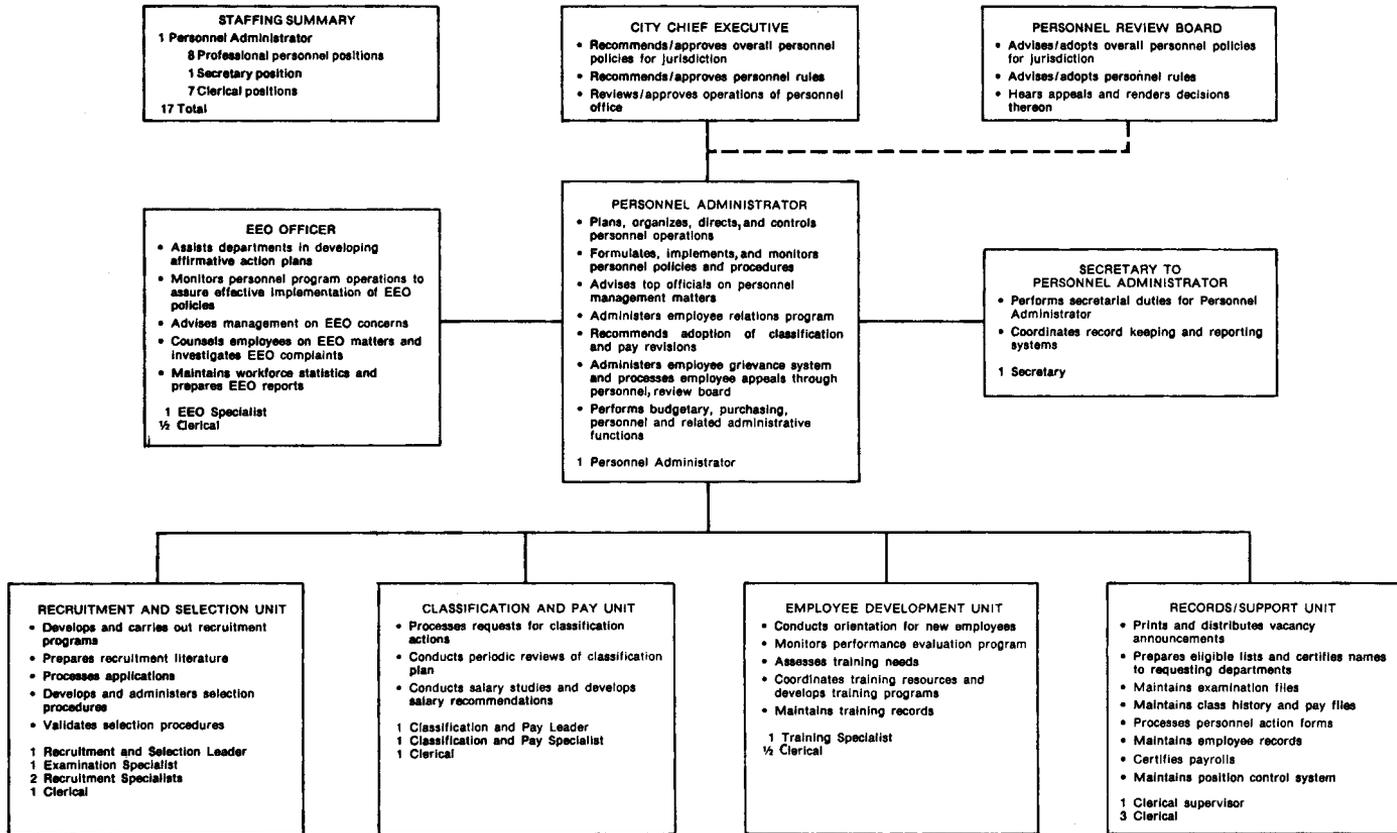 STAFFING SUMMARY
1 Personnel Administrator
8 Professional personnel positions
1 Secretary position
7 Clerical positions
17 Total
CITY CHIEF EXECUTIVE
• Recommends/approves overall personnel
policies for jurisdiction
• Recommends/approves personnel rules
• Reviews/approves operations of personnel
office
PERSONNEL REVIEW BOARD
• Advises/adopts overall personnel policies
for jurisdiction
• Advises/adopts personnel rules
• Hears appeals and renders decisions
thereon
EEO OFFICER
• Assists departments in developing
affirmative action plans
• Monitors personnel program operations to
assure effective implementation of EEO
policies
• Advises management on EEO concerns
• Counsels employees on EEO matters and
investigates EEO complaints
• Maintains workforce statistics and
prepares EEO reports
1 EEO Specialist
½ Clerical
PERSONNEL ADMINISTRATOR
• Plans, organizes, directs, and controls
personnel operations
• Formulates, implements, and monitors
personnel policies and procedures
• Advises top officials on personnel
management matters
• Administers employee relations program
• Recommends adoption of classification
and pay revisions
• Administers employee grievance system
and processes employee appeals through
personnel, review board
• Performs budgetary, purchasing,
personnel and related administrative
functions
1 Personnel Administrator
SECRETARY TO
PERSONNEL ADMINISTRATOR
• Performs secretarial duties for Personnel
Administrator
• Coordinates record keeping and reporting
systems
1 Secretary
RECRUITMENT AND SELECTION UNIT
• Develops and carries out recruitment
programs
• Prepares recruitment literature
• Processes applications
• Develops and administers selection
procedures
• Validates selection procedures
1 Recruitment and Selection Leader
1 Examination Specialist
2 Recruitment Specialists
1 Clerical
CLASSIFICATION AND PAY UNIT
• Processes requests for classification
actions
• Conducts periodic reviews of classification
plan
• Conducts salary studies and develops
salary recommendations
1 Classification and Pay Leader
1 Classification and Pay Specialist
1 Clerical
EMPLOYEE DEVELOPMENT UNIT
• Conducts orientation for new employees
• Monitors performance evaluation program
• Assesses training needs
• Coordinates training resources and
develops training programs
• Maintains training records
1 Training Specialist
½ Clerical
RECORDS/SUPPORT UNIT
• Prints and distributes vacancy
announcements
• Prepares eligible lists and certifies names
to requesting departments
• Maintains examination files
• Maintains class history and pay files
• Processes personnel action forms
• Maintains employee records
• Certifies payrolls
• Maintains position control system
1 Clerical supervisor
3 Clerical